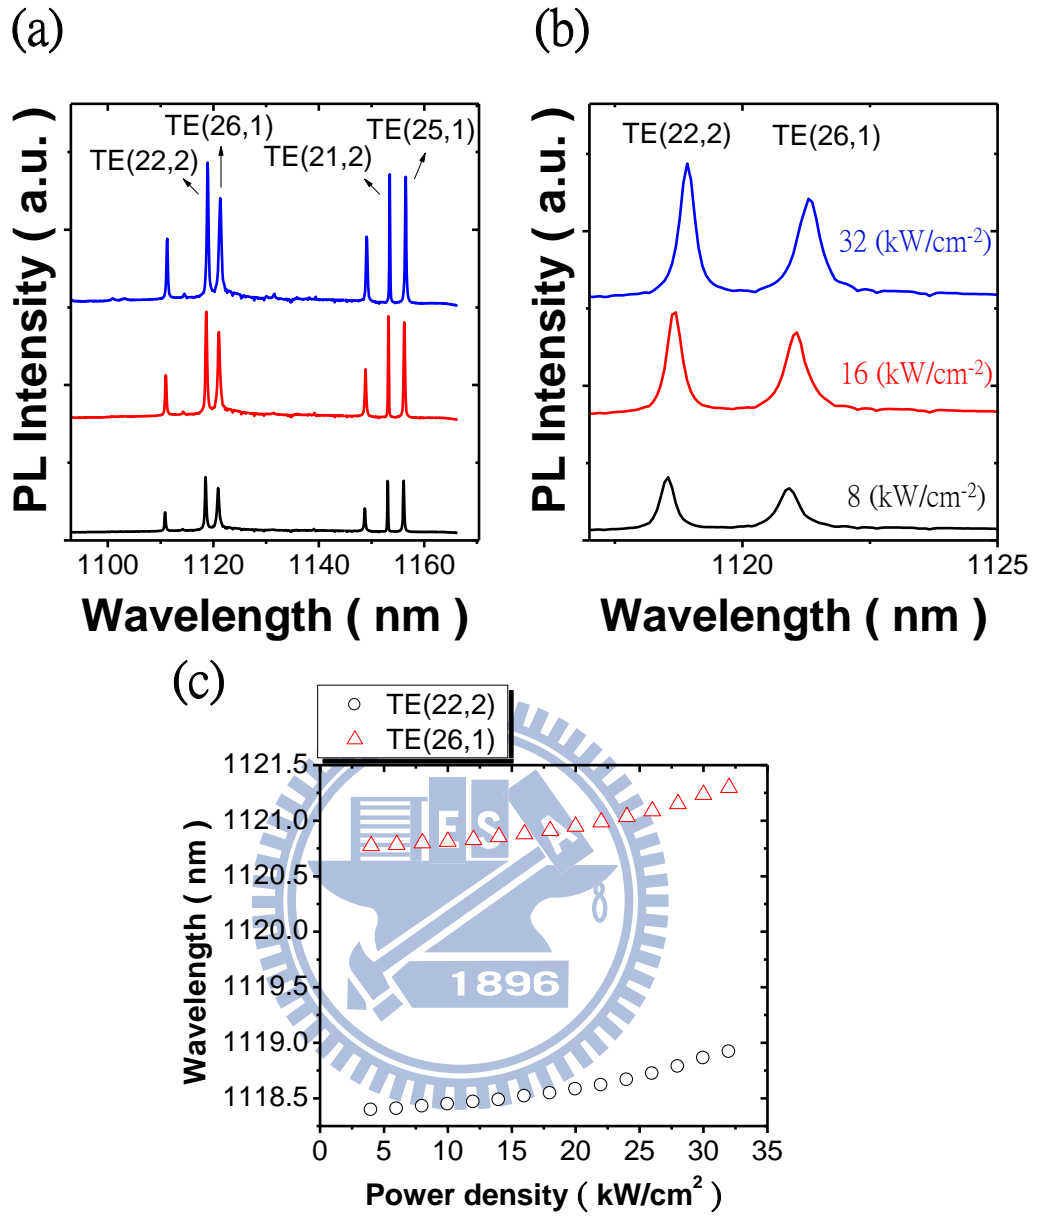 (a)
(b)
PL Intensity ( a.u. )
TE(26,1)
TE(25,1)
TE(22,2)
TE(21,2)
1100
1120
1140
1160
Wavelength ( nm )
PL Intensity ( a.u. )
TE(22,2)
TE(26,1)
32 (kW/cm-2)
16 (kW/cm-2)
8 (kW/cm-2)
1120
1125
Wavelength ( nm )
(c)
TE(22,2)
TE(26,1)
1121.5
1121.0
1120.5
1120.0
1119.5
1119.0
1118.5
Wavelength ( nm )
E S A
1896
0
5
10
15
20
25
30
35
Power density ( kW/cm2 )